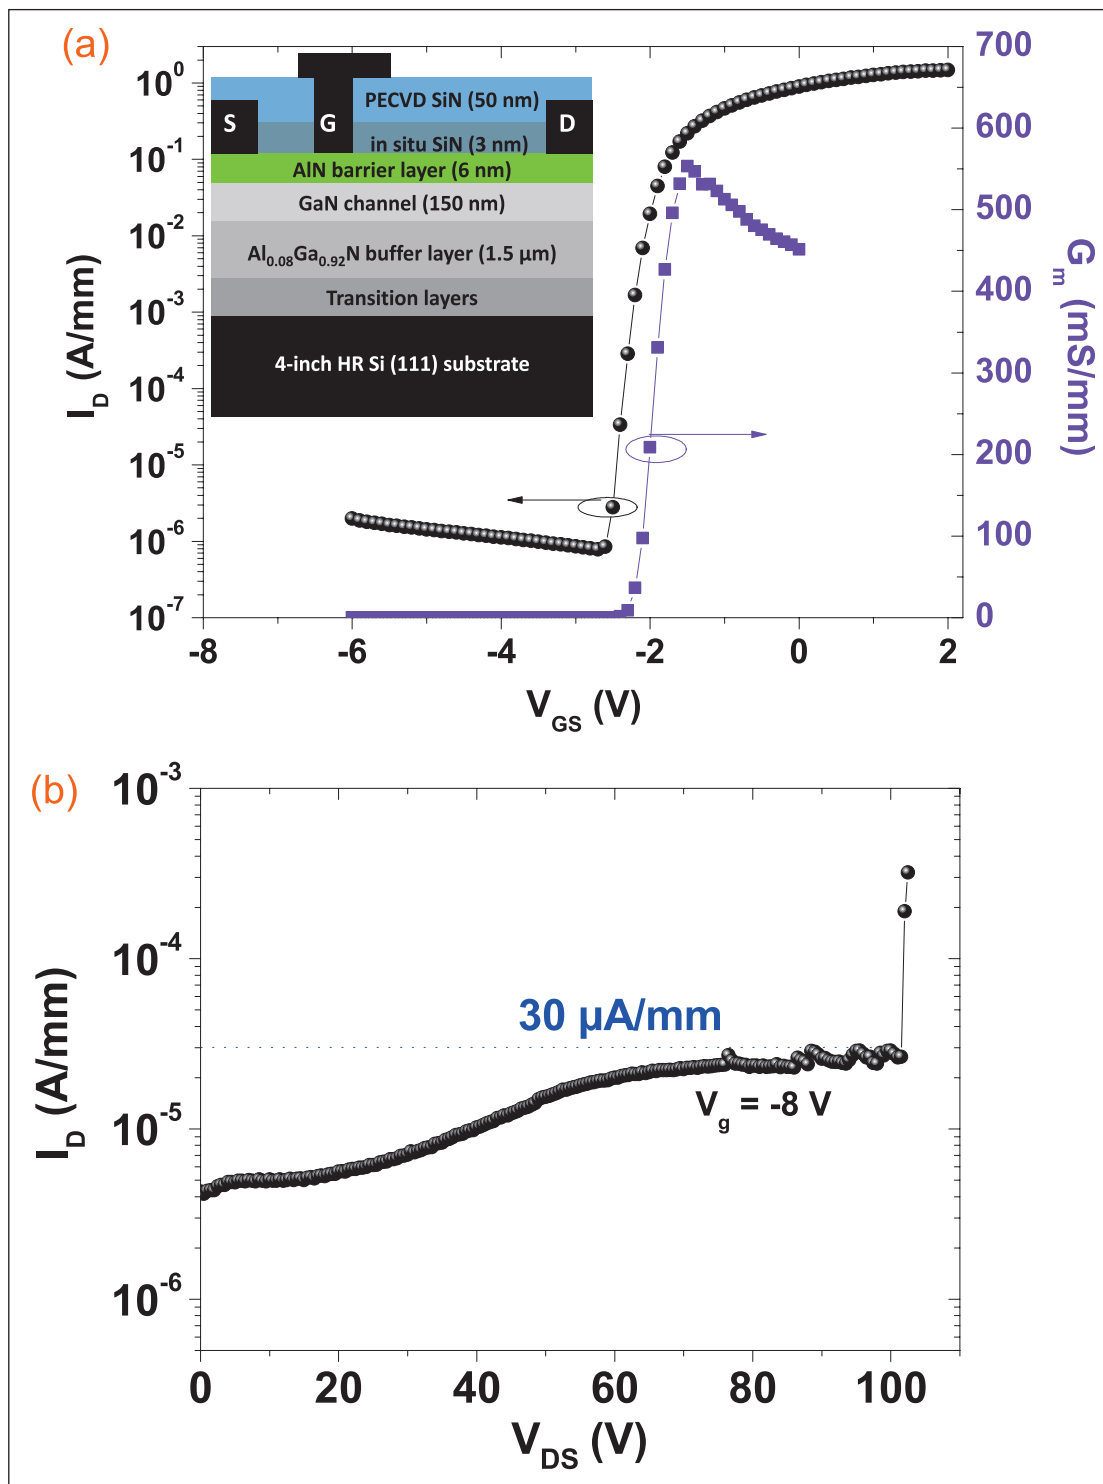 (a)
10⁰
10⁻¹
10⁻²
10⁻³
10⁻⁴
10⁻⁵
10⁻⁶
10⁻⁷
I_D (A/mm)
PECVD SiN (50 nm)
S
G
D
in situ SiN (3 nm)
AlN barrier layer (6 nm)
GaN channel (150 nm)
Al₀.₀₈Ga₀.₉₂N buffer layer (1.5 µm)
Transition layers
4-inch HR Si (111) substrate
700
600
500
400
300
200
100
0
G_m (mS/mm)
-8 -6 -4 -2 0 2
V_GS (V)
(b)
10⁻³
10⁻⁴
10⁻⁵
10⁻⁶
I_D (A/mm)
30 µA/mm
V_g = -8 V
0 20 40 60 80 100
V_DS (V)